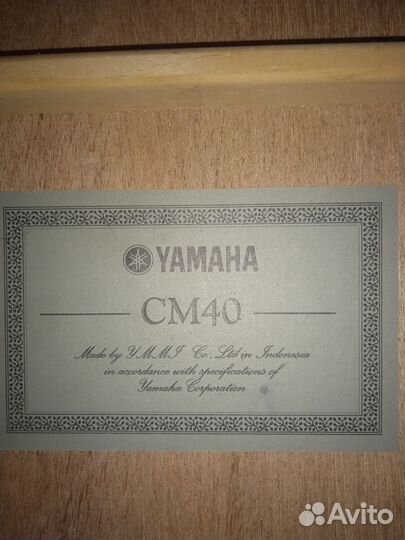 YAMAHA
CM40
Made by YMMI Co., Ltd in Indonesia
in accordance with specifications of
Yamaha Corporation
Avito